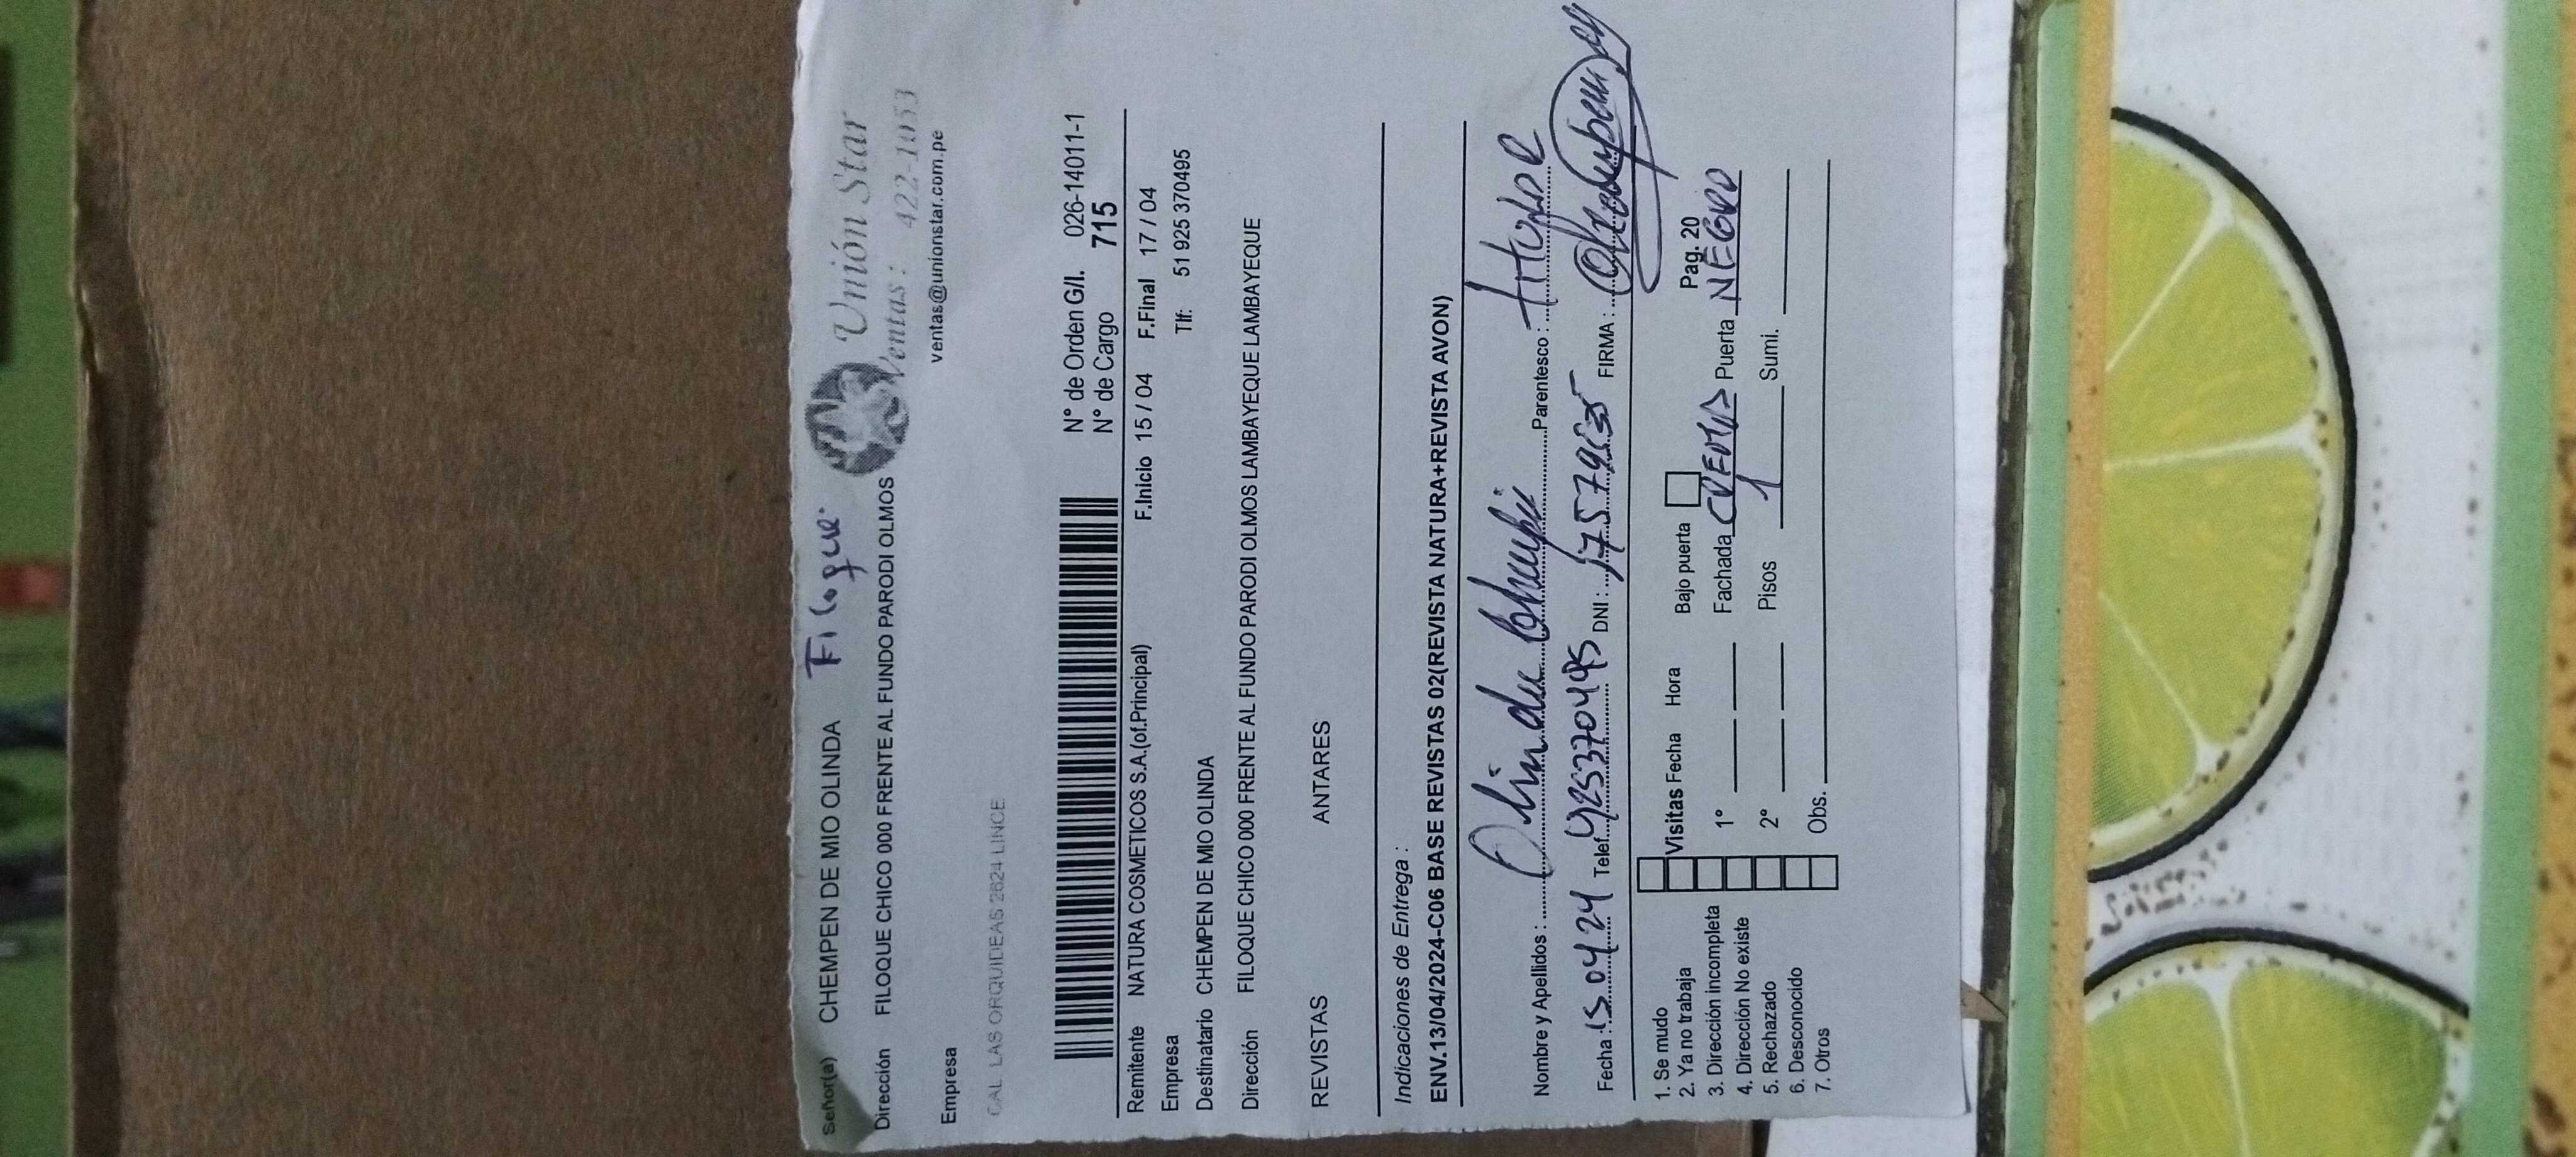 Señor(a) CHEMPEN DE MIO OLINDA Filoque
Dirección FILOQUE CHICO 000 FRENTE AL FUNDO PARODI OLMOS
Unión Star
Ventas : 422-1053
ventas@unionstar.com.pe
Empresa
CAL LAS ORQUIDEAS 2624 LINCE
N° de Orden G/I. 026-140111-1
N° de Cargo 715
Remitente NATURA COSMETICOS S.A.(of.Principal) F.Inicio 15 / 04 F.Final 17 / 04
Empresa Tlf: 51 925 370495
Destinatario CHEMPEN DE MIO OLINDA
Dirección FILOQUE CHICO 000 FRENTE AL FUNDO PARODI OLMOS LAMBAYEQUE LAMBAYEQUE
REVISTAS ANTARES
Indicaciones de Entrega :
ENV.13/04/2024-C06 BASE REVISTAS 02(REVISTA NATURA+REVISTA AVON)
Nombre y Apellidos : Olinda Parentesco : titular
Fecha : 15.04 24 Telef. 925370495 DNI : FIRMA :
1. Se mudo
2. Ya no trabaja
3. Dirección incompleta
4. Dirección No existe
5. Rechazado
6. Desconocido
7. Otros
Visitas Fecha Hora Bajo puerta Pag. 20
1° Fachada CREMA Puerta NEGRO
2° Pisos 1 Sumi.
Obs.